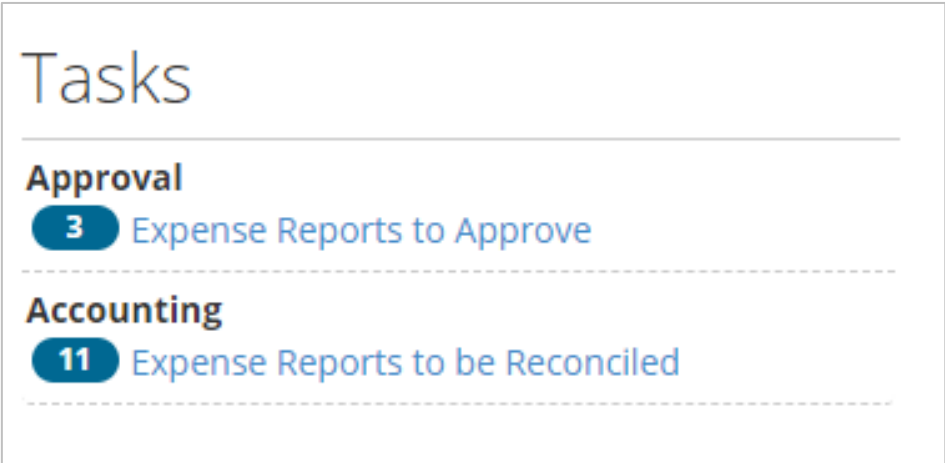 Tasks
Approval
3 Expense Reports to Approve
Accounting
11 Expense Reports to be Reconciled